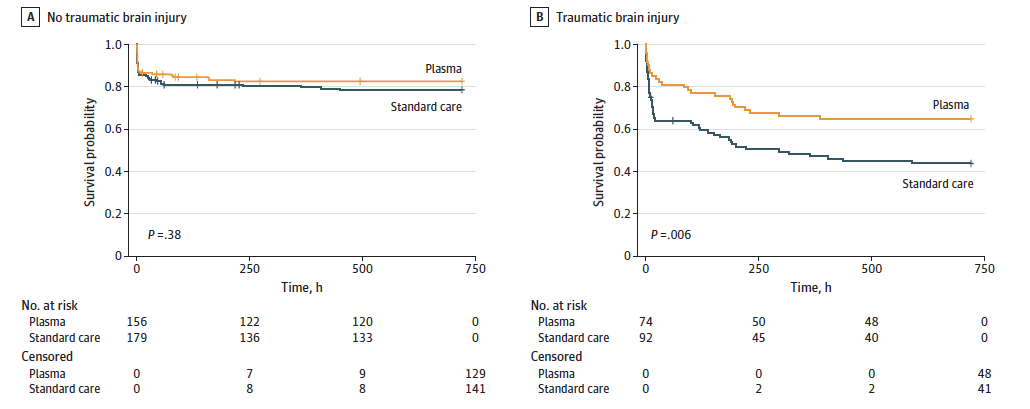 A No traumatic brain injury
1.0
0.8
0.6
0.4
0.2
0
Survival probability
Plasma
Standard care
P =.38
0 250 500 750
Time, h
No. at risk
Plasma 156 122 120 0
Standard care 179 136 133 0
Censored
Plasma 0 7 9 129
Standard care 0 8 8 141
B Traumatic brain injury
1.0
0.8
0.6
0.4
0.2
0
Survival probability
Plasma
Standard care
P =.006
0 250 500 750
Time, h
No. at risk
Plasma 74 50 48 0
Standard care 92 45 40 0
Censored
Plasma 0 0 0 48
Standard care 0 2 2 41